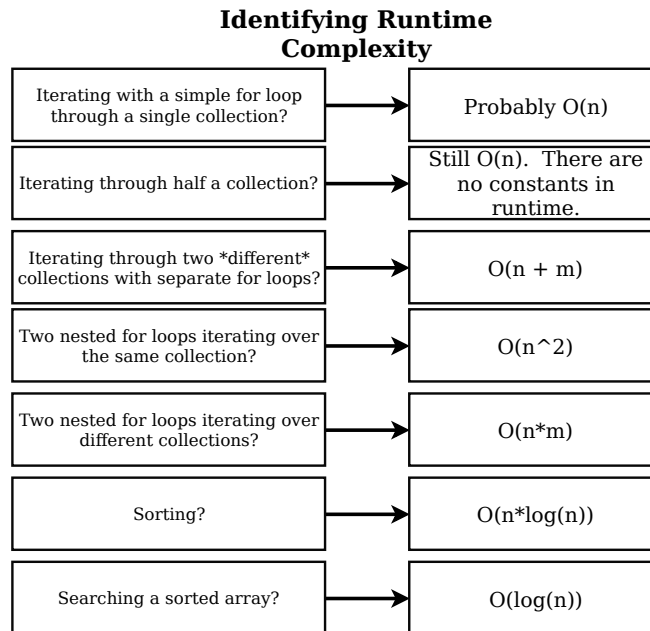 Identifying Runtime
Complexity
Iterating with a simple for loop
through a single collection?
Probably O(n)
Iterating through half a collection?
Still O(n).  There are
no constants in
runtime.
Iterating through two *different*
collections with separate for loops?
O(n + m)
Two nested for loops iterating over
the same collection?
O(n^2)
Two nested for loops iterating over
different collections?
O(n*m)
Sorting?
O(n*log(n))
Searching a sorted array?
O(log(n))